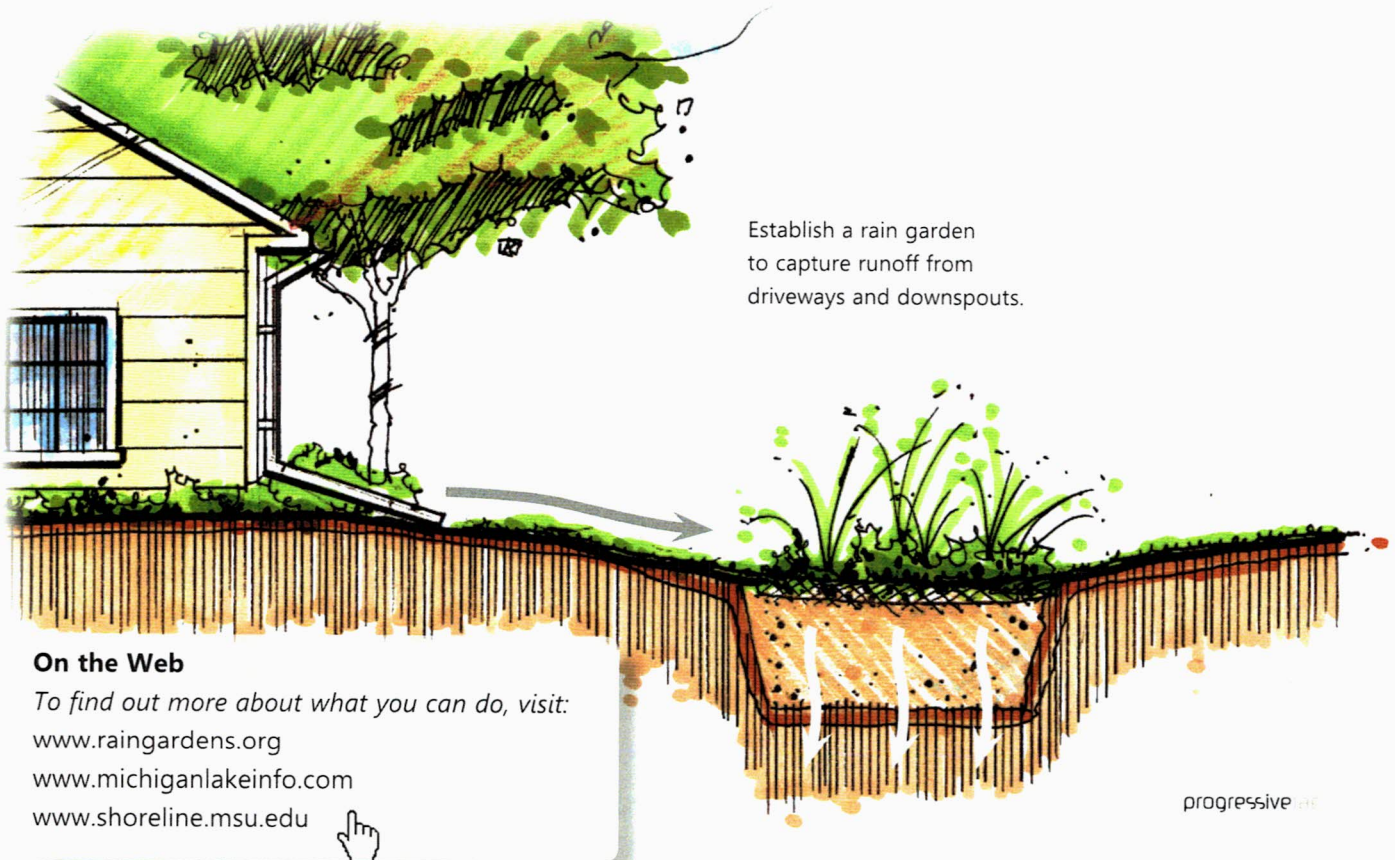 Establish a rain garden
to capture runoff from
driveways and downspouts.
On the Web
To find out more about what you can do, visit:
www.raingardens.org
www.michiganlakeinfo.com
www.shoreline.msu.edu
progressive